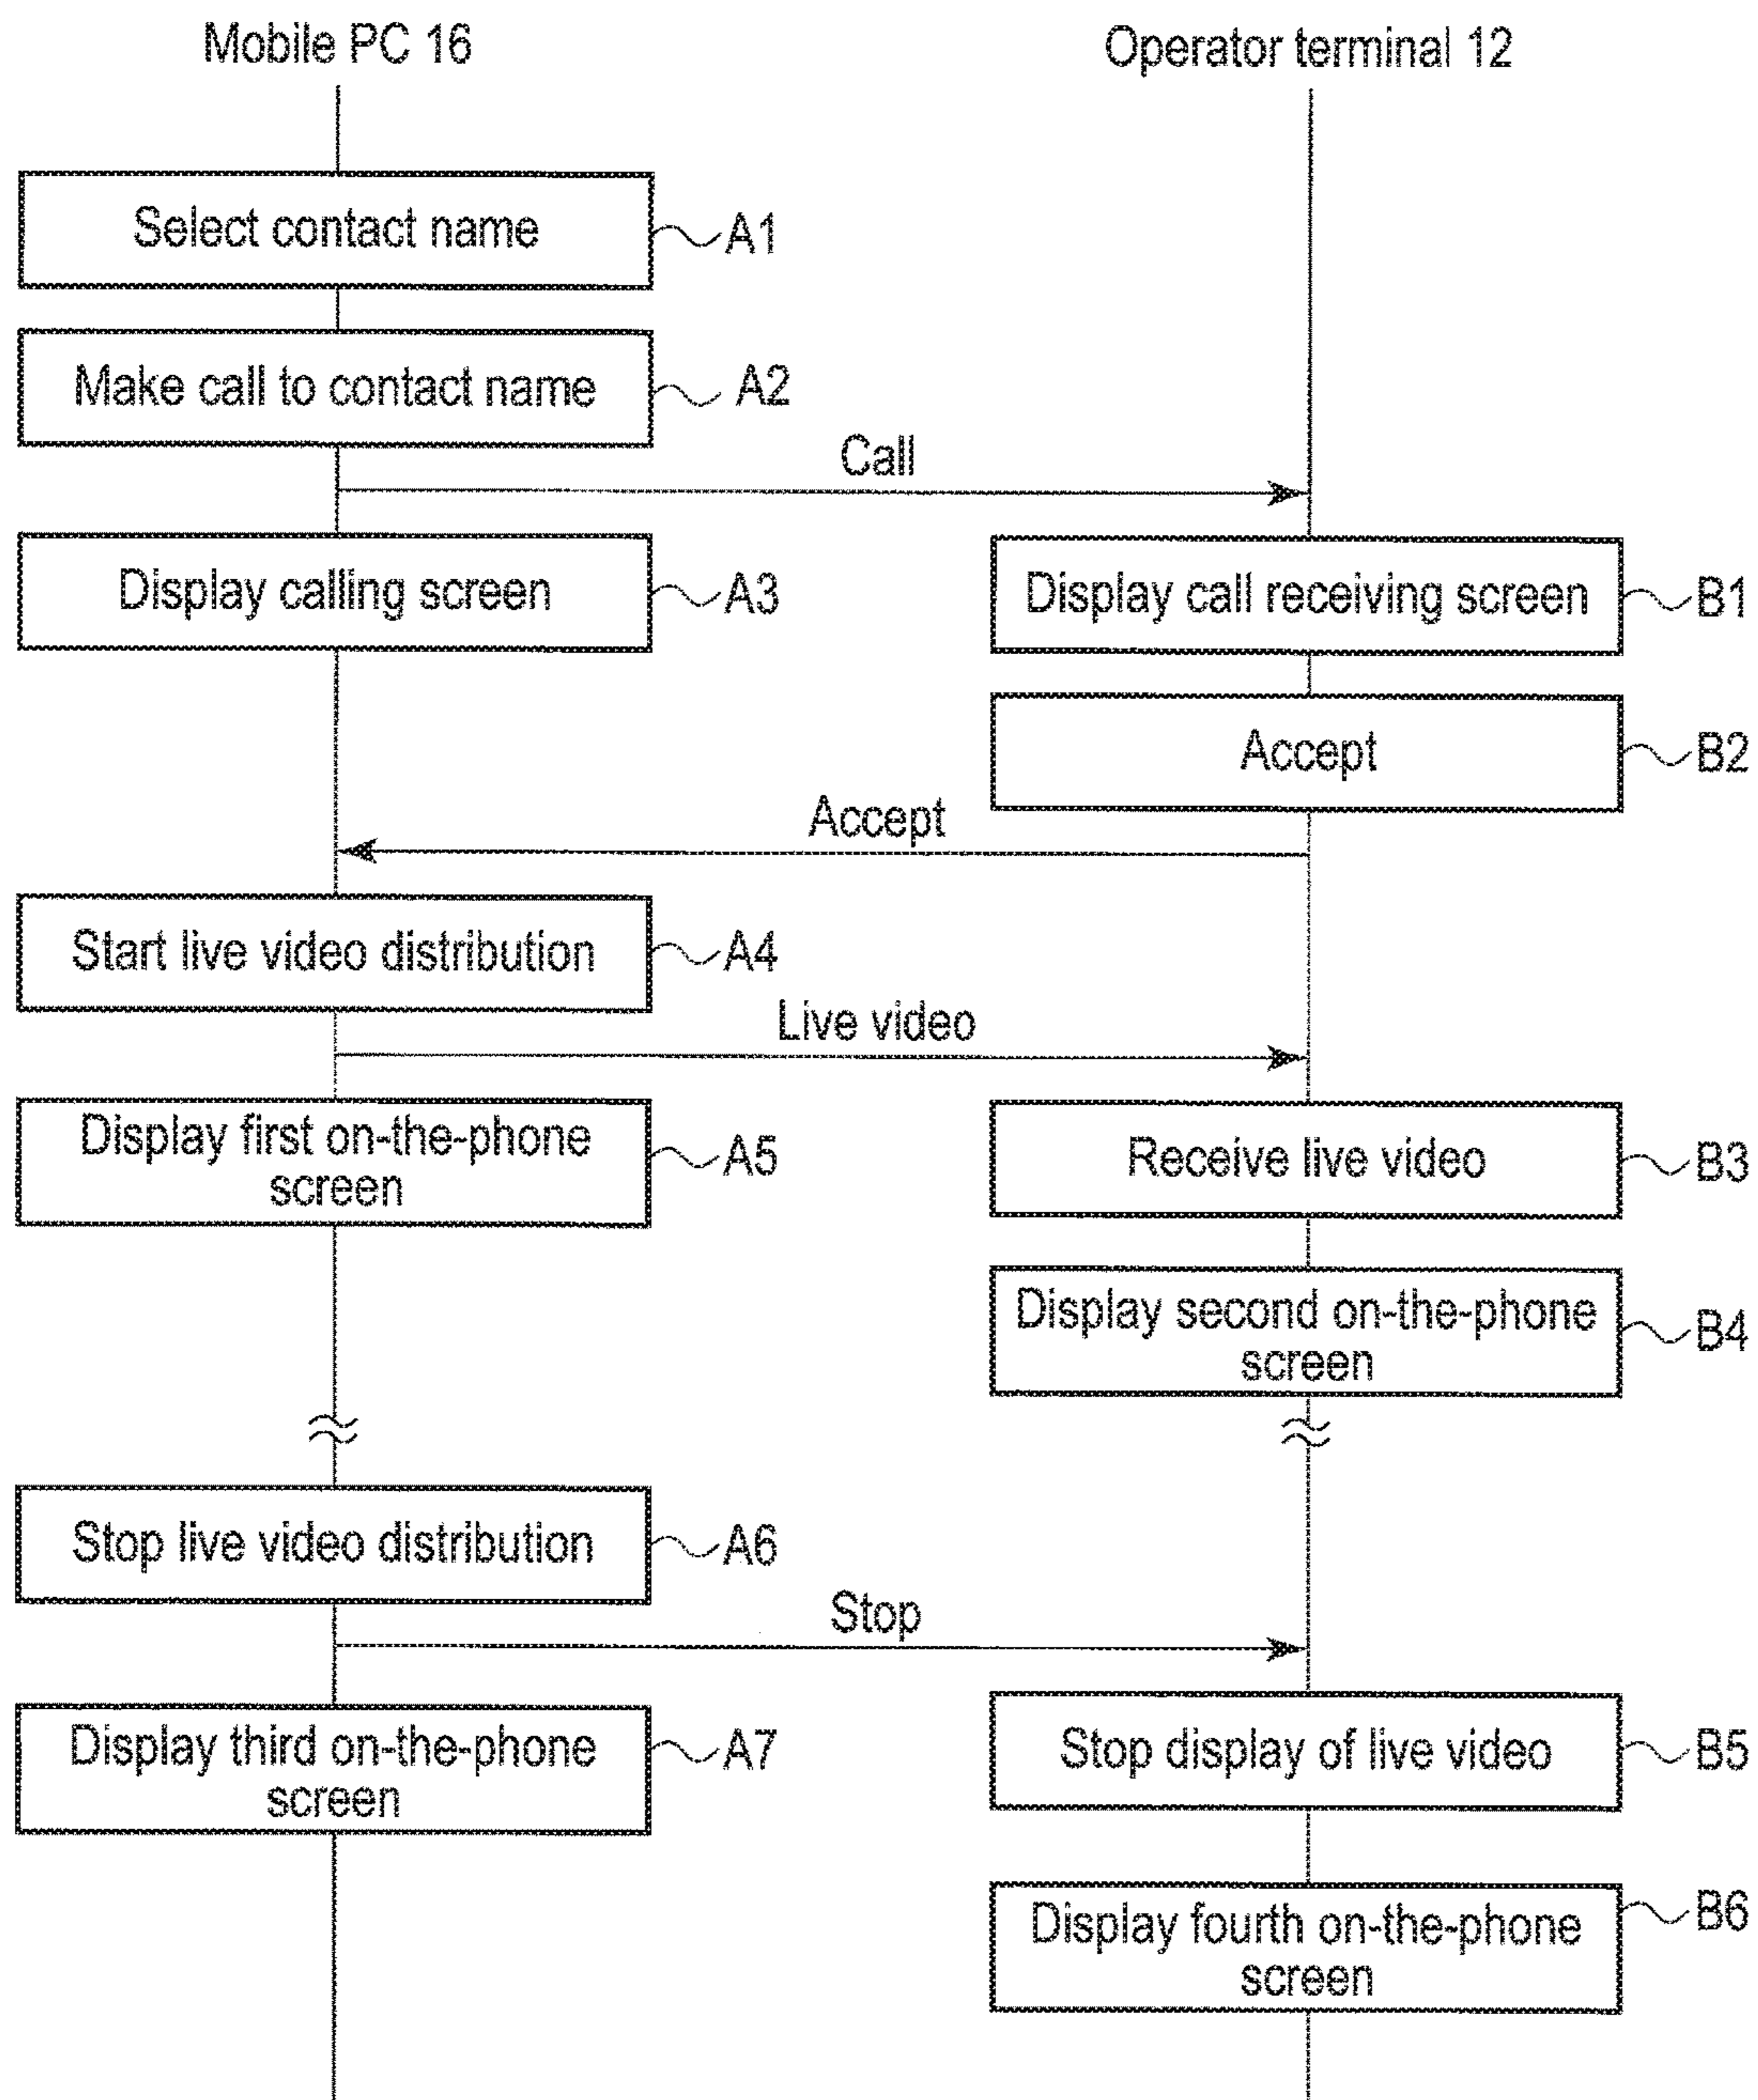 Mobile PC 16
Operator terminal 12
Select contact name
A1
Make call to contact name
A2
Call
Display calling screen
A3
Display call receiving screen
B1
Accept
B2
Accept
Start live video distribution
A4
Live video
Display first on-the-phone
screen
A5
Receive live video
B3
Display second on-the-phone
screen
B4
Stop live video distribution
A6
Stop
Display third on-the-phone
screen
A7
Stop display of live video
B5
Display fourth on-the-phone
screen
B6